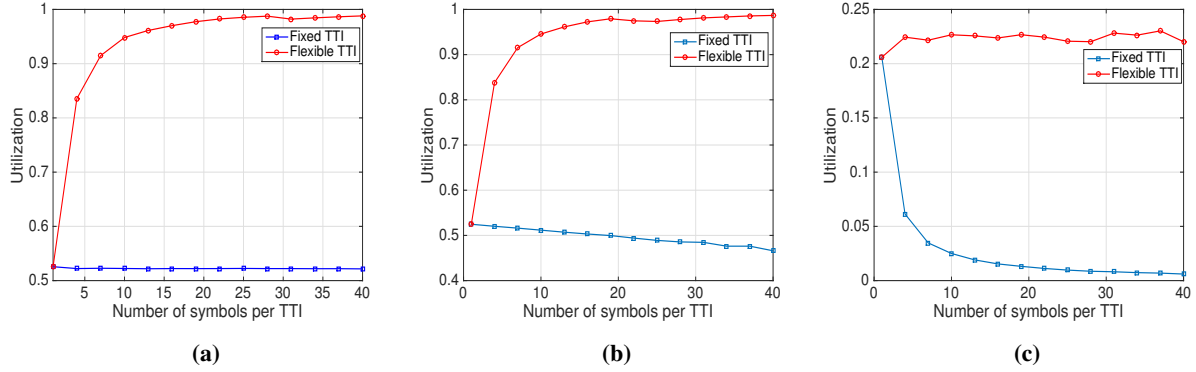 1
0.9
0.8
0.7
0.6
0.5
Utilization
5 10 15 20 25 30 35 40
Number of symbols per TTI
Fixed TTI
Flexible TTI
(a)
1
0.9
0.8
0.7
0.6
0.5
0.4
Utilization
0 10 20 30 40
Number of symbols per TTI
Fixed TTI
Flexible TTI
(b)
0.25
0.2
0.15
0.1
0.05
0
Utilization
0 10 20 30 40
Number of symbols per TTI
Fixed TTI
Flexible TTI
(c)